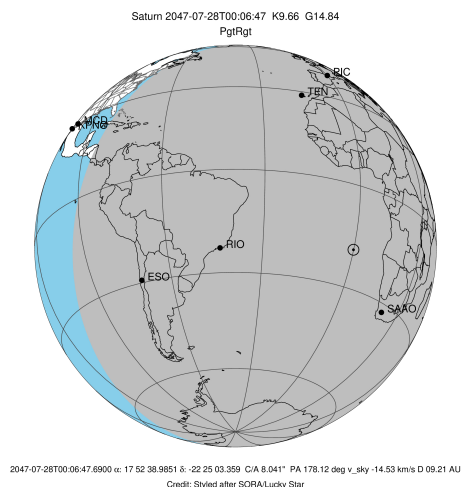 Saturn 2047-07-28T00:06:47 K9.66 G14.84
PgtRgt
PIC
TEN
MCD
KPNO
RIO
ESO
SAAO
2047-07-28T00:06:47.6900 α: 17 52 38.9851 δ: -22 25 03.359 C/A 8.041" PA 178.12 deg v_sky -14.53 km/s D 09.21 AU
Credit: Styled after SORA/Lucky Star